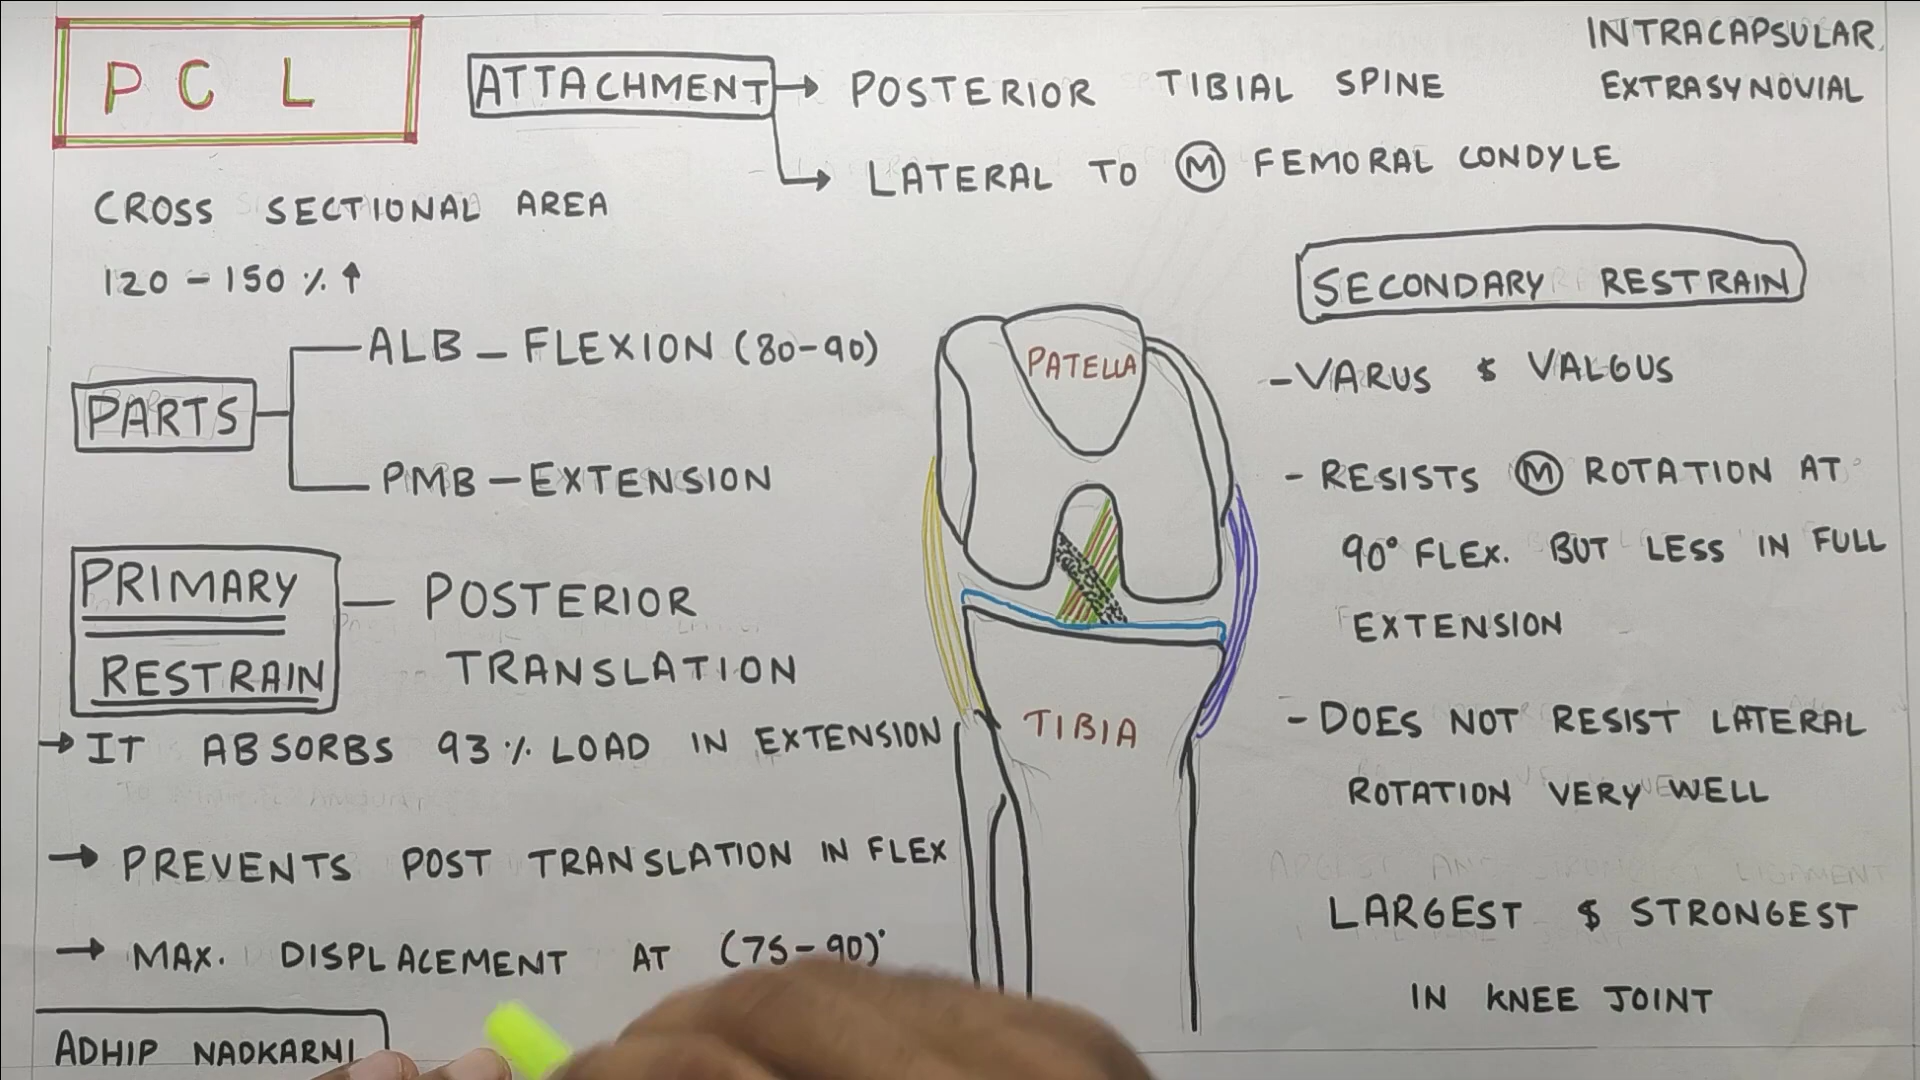 PCL
ATTACHMENT → POSTERIOR TIBIAL SPINE
→ LATERAL TO Ⓜ FEMORAL CONDYLE
INTRACAPSULAR
EXTRASYNOVIAL
CROSS SECTIONAL AREA
120 - 150 % ↑
PARTS
ALB - FLEXION (80-90)
PMB - EXTENSION
PRIMARY
RESTRAIN
- POSTERIOR
TRANSLATION
→ IT ABSORBS 93 % LOAD IN EXTENSION
→ PREVENTS POST TRANSLATION IN FLEX
→ MAX. DISPLACEMENT AT (75-90)°
ADHIP NADKARNI
PATELLA
TIBIA
SECONDARY RESTRAIN
- VARUS & VALGUS
- RESISTS Ⓜ ROTATION AT
90° FLEX. BUT LESS IN FULL
EXTENSION
- DOES NOT RESIST LATERAL
ROTATION VERY WELL
LARGEST & STRONGEST
IN KNEE JOINT